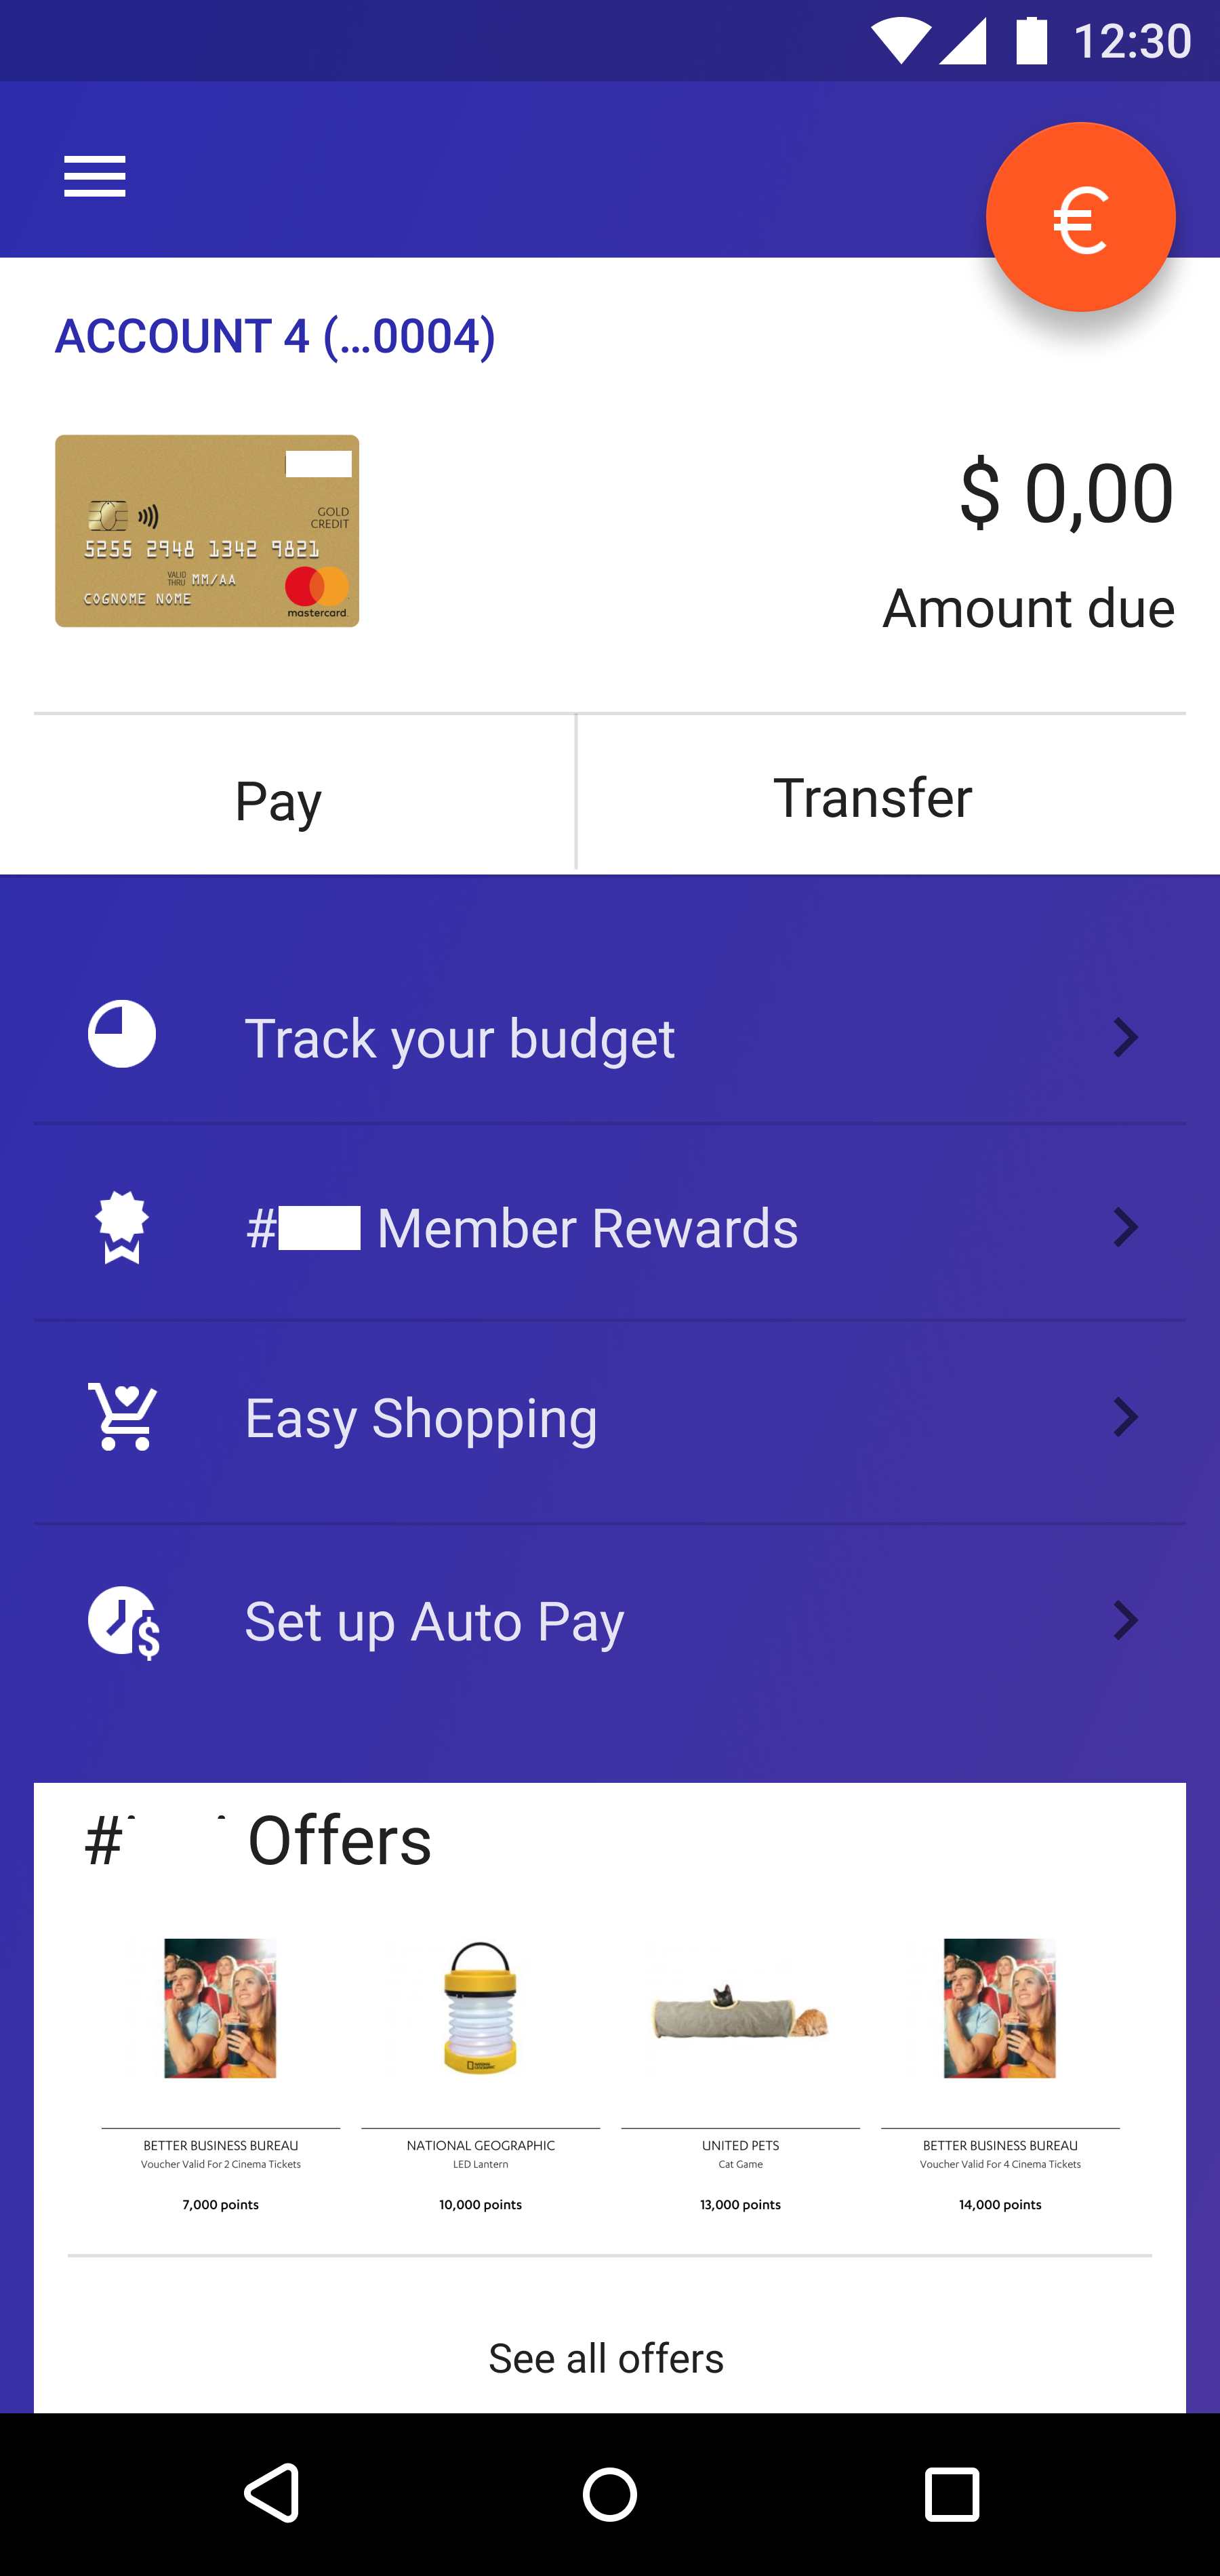 12:30
€
ACCOUNT 4 (...0004)
GOLD
CREDIT
5255 2948 1342 9821
VALID
THRU MM/AA
COGNOME NOME
mastercard.
$ 0,00
Amount due
Pay
Transfer
Track your budget
# Member Rewards
Easy Shopping
Set up Auto Pay
# Offers
NATIONAL GEOGRAPHIC
BETTER BUSINESS BUREAU
Voucher Valid For 2 Cinema Tickets
7,000 points
NATIONAL GEOGRAPHIC
LED Lantern
10,000 points
UNITED PETS
Cat Game
13,000 points
BETTER BUSINESS BUREAU
Voucher Valid For 4 Cinema Tickets
14,000 points
See all offers